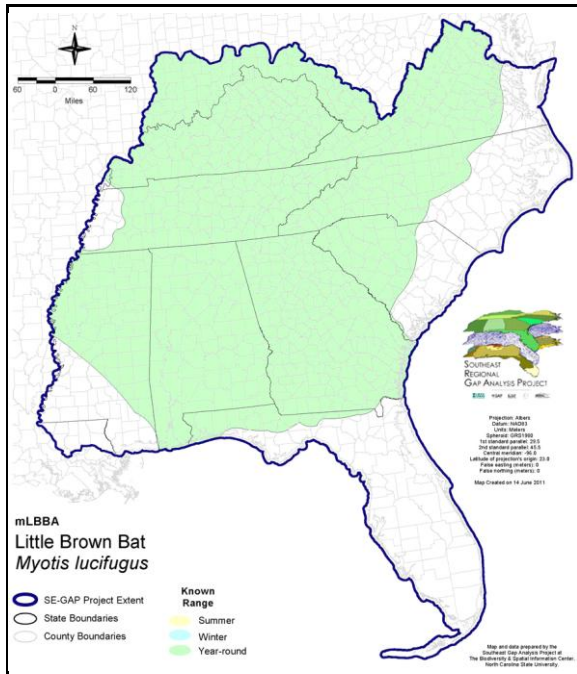 N
60 0 60 120
Miles
SOUTHEAST
REGIONAL
GAP ANALYSIS PROJECT
Projection: Albers
Datum: NAD83
Units: Meters
Spheroid: GRS1980
1st standard parallel: 29.5
2nd standard parallel: 45.5
Central meridian: -96.0
Latitude of projection's origin: 23.0
False easting (meters): 0
False northing (meters): 0
Map Created on 14 June 2011
mLBBA
Little Brown Bat
Myotis lucifugus
SE-GAP Project Extent
State Boundaries
County Boundaries
Known
Range
Summer
Winter
Year-round
Map and data prepared by the
Southeast Gap Analysis Project at
The Biodiversity & Spatial Information Center,
North Carolina State University.